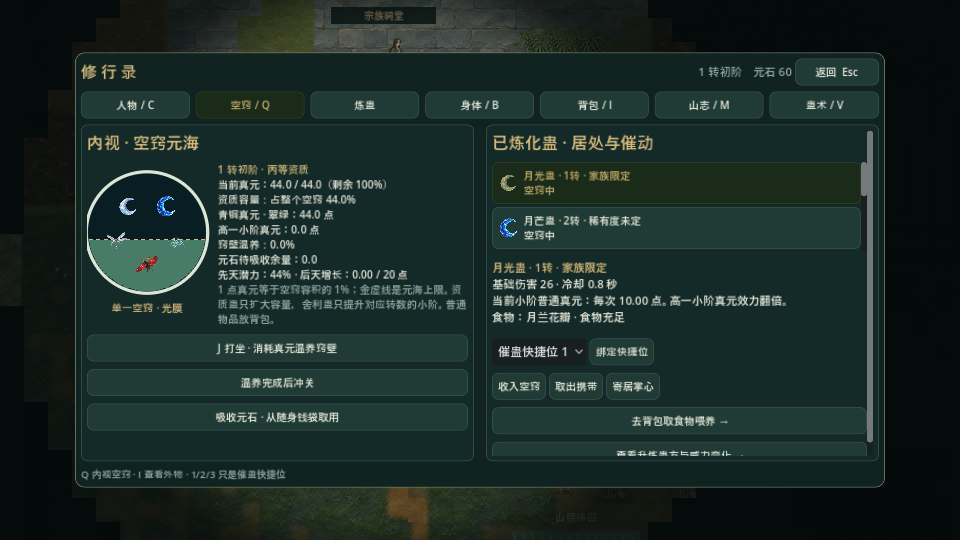 宗族祠堂
修行录
1 转初阶 元石 60 返回 Esc
人物 / C
空窍 / Q
炼蛊
身体 / B
背包 / I
山志 / M
蛊术 / V
内视 · 空窍元海
1 转初阶 · 丙等资质
当前真元：44.0 / 44.0（剩余 100%）
资质容量：占整个空窍 44.0%
青铜真元 · 翠绿：44.0 点
高一小阶真元：0.0 点
窍壁温养：0.0%
元石待吸收余量：0.0
先天潜力：44% · 后天增长：0.00 / 20 点
1 点真元等于空窍容积的 1%；金虚线是元海上限。资
质蛊只扩大容量，舍利蛊只提升对应转数的小阶。普通
物品放背包。
单一空窍 · 光膜
J 打坐 · 消耗真元温养窍壁
温养完成后冲关
吸收元石 · 从随身钱袋取用
已炼化蛊 · 居处与催动
月光蛊 · 1转 · 家族限定
空窍中
月芒蛊 · 2转 · 稀有度未定
空窍中
月光蛊 · 1转 · 家族限定
基础伤害 26 · 冷却 0.8 秒
当前小阶普通真元：每次 10.00 点。高一小阶真元效力翻倍。
食物：月兰花瓣 · 食物充足
催蛊快捷位 1
绑定快捷位
收入空窍
取出携带
寄居掌心
去背包取食物喂养 →
Q 内视空窍 · I 查看外物 · 1/2/3 只是催蛊快捷位